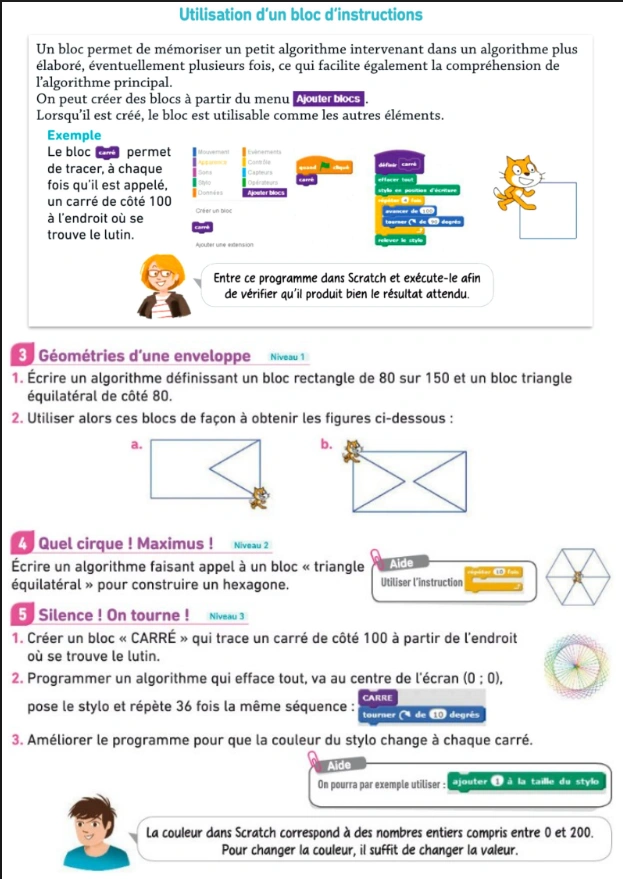 Utilisation d'un bloc d'instructions
Un bloc permet de mémoriser un petit algorithme intervenant dans un algorithme plus
élaboré, éventuellement plusieurs fois, ce qui facilite également la compréhension de
l'algorithme principal.
On peut créer des blocs à partir du menu Ajouter blocs .
Lorsqu'il est créé, le bloc est utilisable comme les autres éléments.
Exemple
Le bloc carré permet
de tracer, à chaque
fois qu'il est appelé,
un carré de côté 100
à l'endroit où se
trouve le lutin.
Mouvement Evénements
Apparence Contrôle
Sons Capteurs
Stylo Opérateurs
Données Ajouter blocs
Créer un bloc
carré
Ajouter une extension
quand cliqué
carré
définir carré
effacer tout
stylo en position d'écriture
répéter 4 fois
avancer de 100
tourner de 90 degrés
relever le stylo
Entre ce programme dans Scratch et exécute-le afin
de vérifier qu'il produit bien le résultat attendu.
3 Géométries d'une enveloppe Niveau 1
1. Écrire un algorithme définissant un bloc rectangle de 80 sur 150 et un bloc triangle
équilatéral de côté 80.
2. Utiliser alors ces blocs de façon à obtenir les figures ci-dessous :
a. b.
4 Quel cirque ! Maximus ! Niveau 2
Écrire un algorithme faisant appel à un bloc « triangle
équilatéral » pour construire un hexagone.
Aide
Utiliser l'instruction répéter 10 fois
5 Silence ! On tourne ! Niveau 3
1. Créer un bloc « CARRÉ » qui trace un carré de côté 100 à partir de l'endroit
où se trouve le lutin.
2. Programmer un algorithme qui efface tout, va au centre de l'écran (0 ; 0),
pose le stylo et répète 36 fois la même séquence :
CARRE
tourner de 10 degrés
3. Améliorer le programme pour que la couleur du stylo change à chaque carré.
Aide
On pourra par exemple utiliser : ajouter 1 à la taille du stylo
La couleur dans Scratch correspond à des nombres entiers compris entre 0 et 200.
Pour changer la couleur, il suffit de changer la valeur.